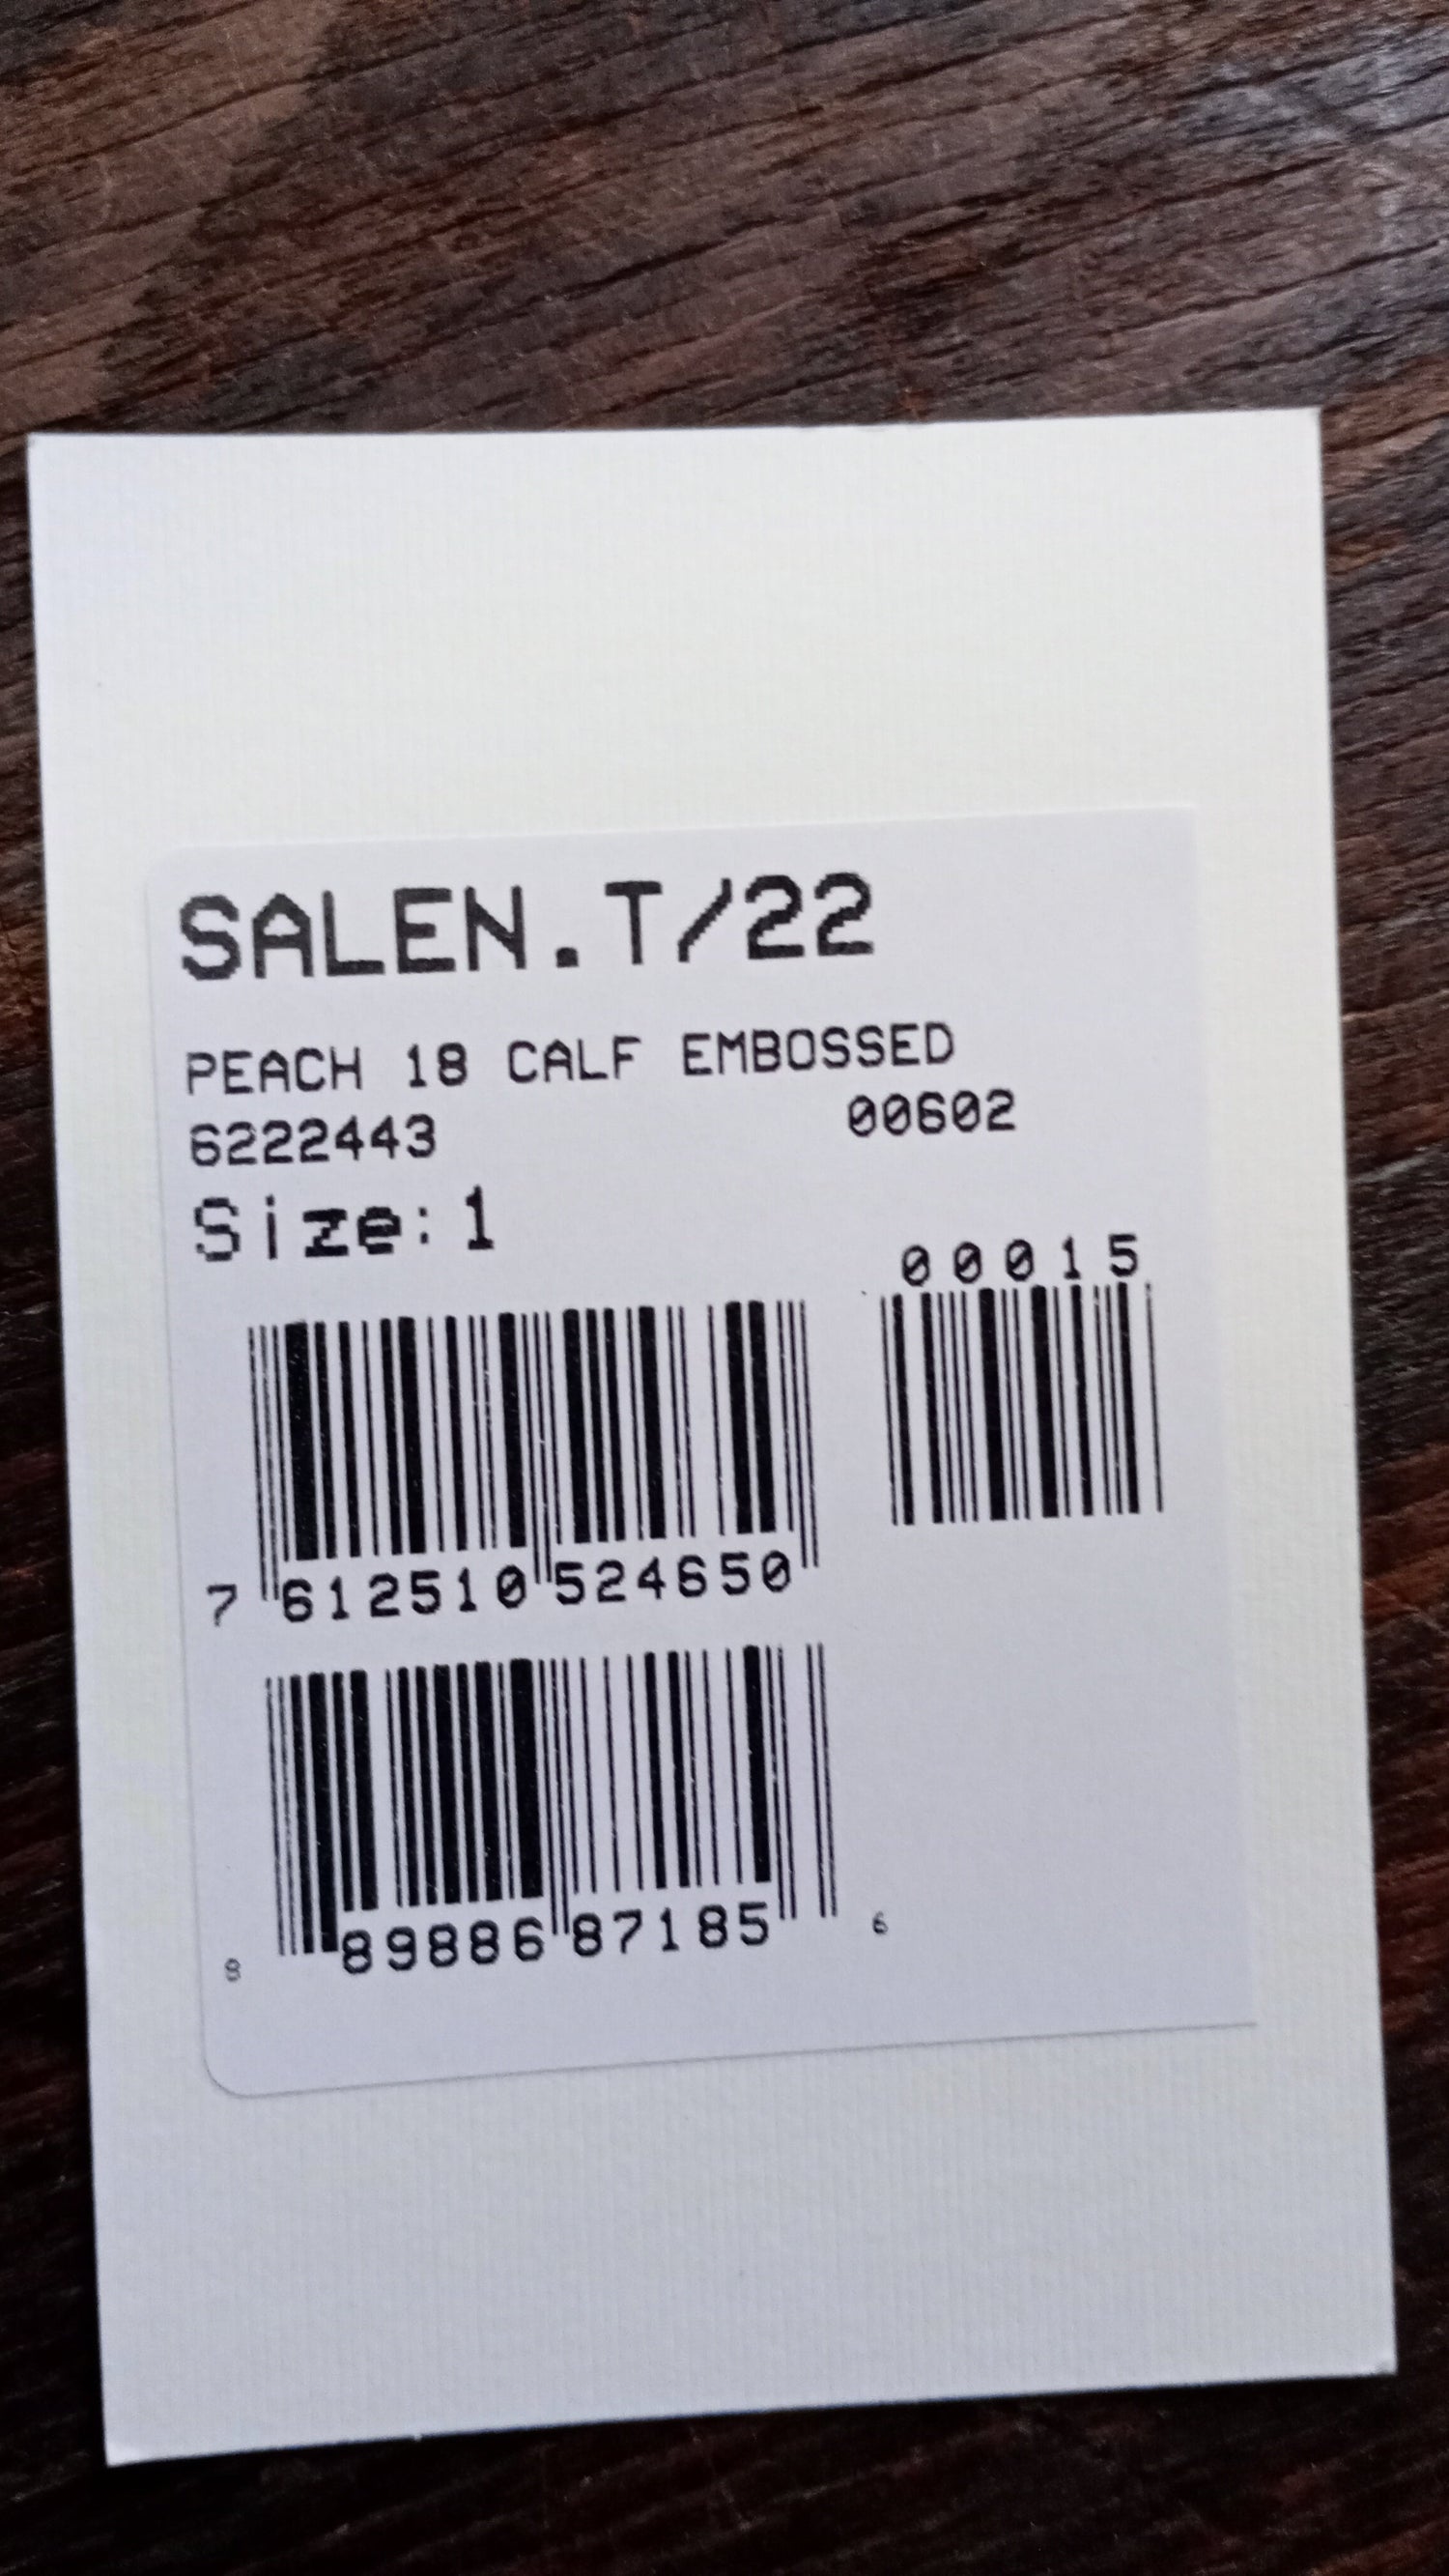 SALEN.T/22
PEACH 18 CALF EMBOSSED
6222443 00602
Size:1
00015
7 612510 524650
8 89886 87185 6